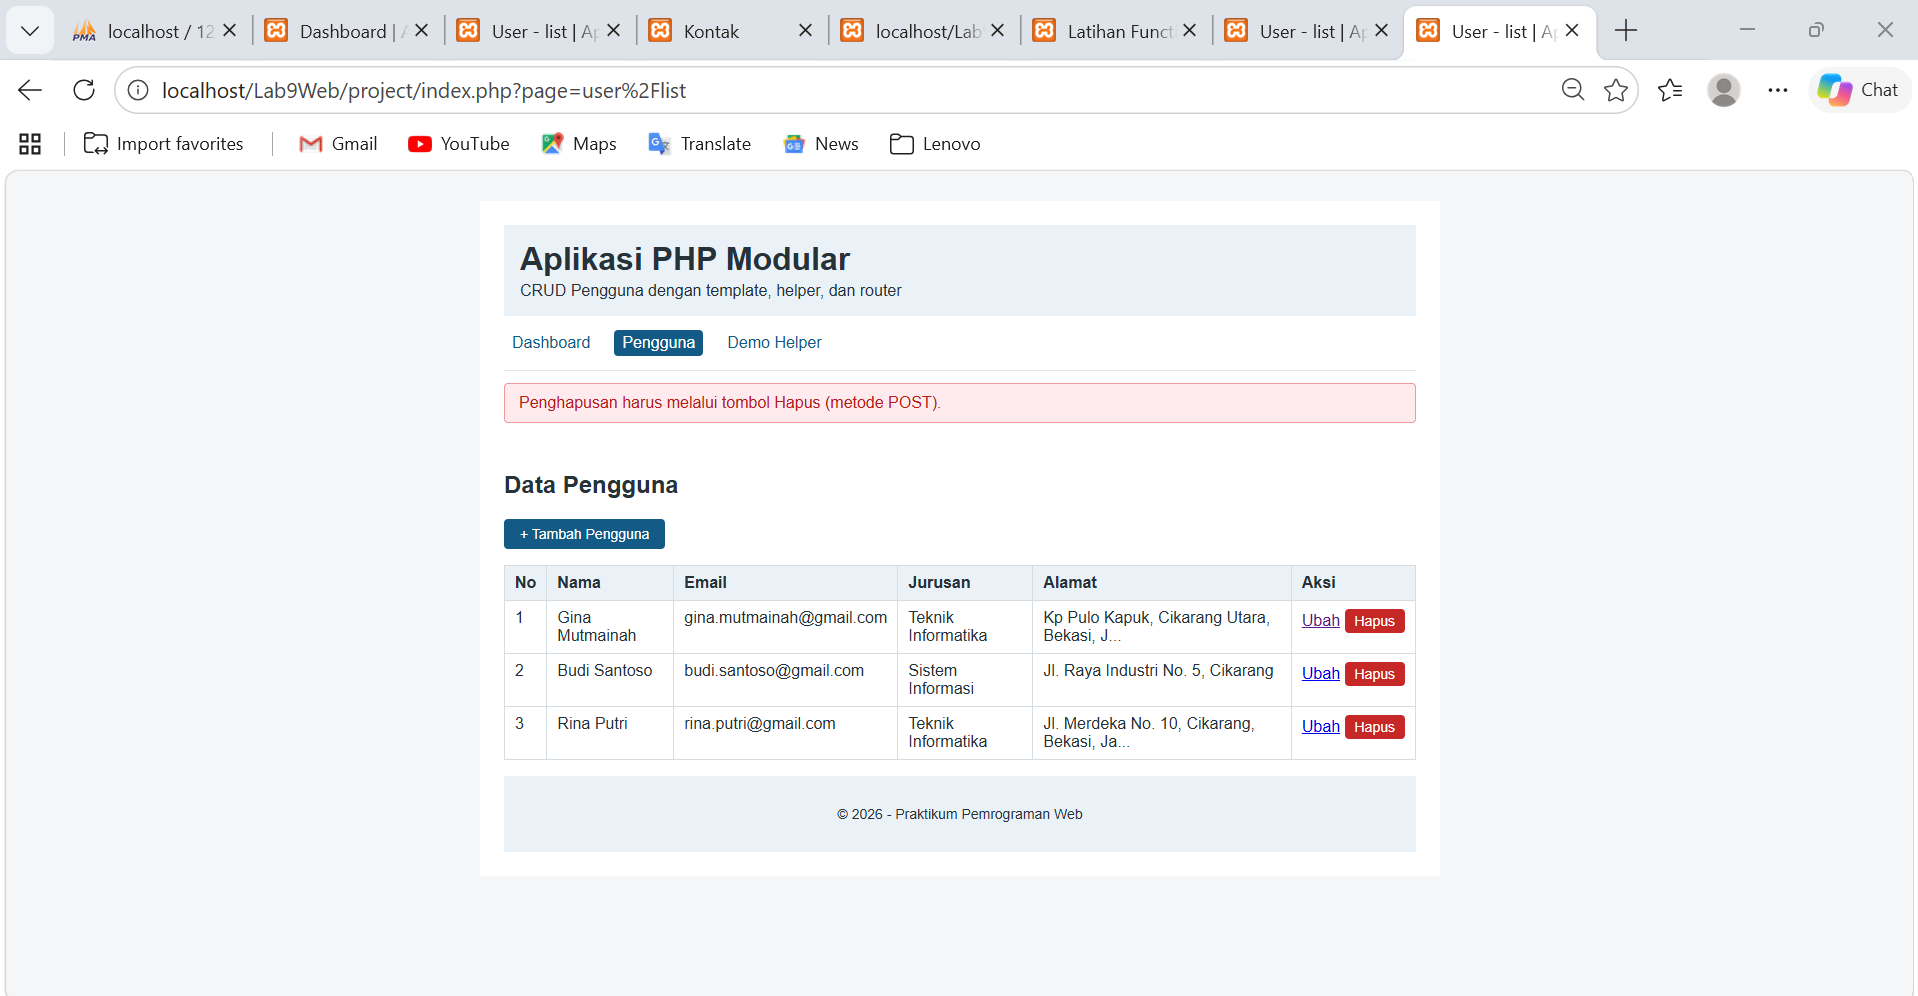 localhost / 12
Dashboard | A
User - list | Ap
Kontak
localhost/Lab
Latihan Funct
User - list | Ap
User - list | Ap
localhost/Lab9Web/project/index.php?page=user%2Flist
Chat
Import favorites
Gmail
YouTube
Maps
Translate
News
Lenovo
Aplikasi PHP Modular
CRUD Pengguna dengan template, helper, dan router
Dashboard Pengguna Demo Helper
Penghapusan harus melalui tombol Hapus (metode POST).
Data Pengguna
+ Tambah Pengguna
No Nama Email Jurusan Alamat Aksi
1 Gina Mutmainah gina.mutmainah@gmail.com Teknik Informatika Kp Pulo Kapuk, Cikarang Utara, Bekasi, J... Ubah Hapus
2 Budi Santoso budi.santoso@gmail.com Sistem Informasi Jl. Raya Industri No. 5, Cikarang Ubah Hapus
3 Rina Putri rina.putri@gmail.com Teknik Informatika Jl. Merdeka No. 10, Cikarang, Bekasi, Ja... Ubah Hapus
© 2026 - Praktikum Pemrograman Web